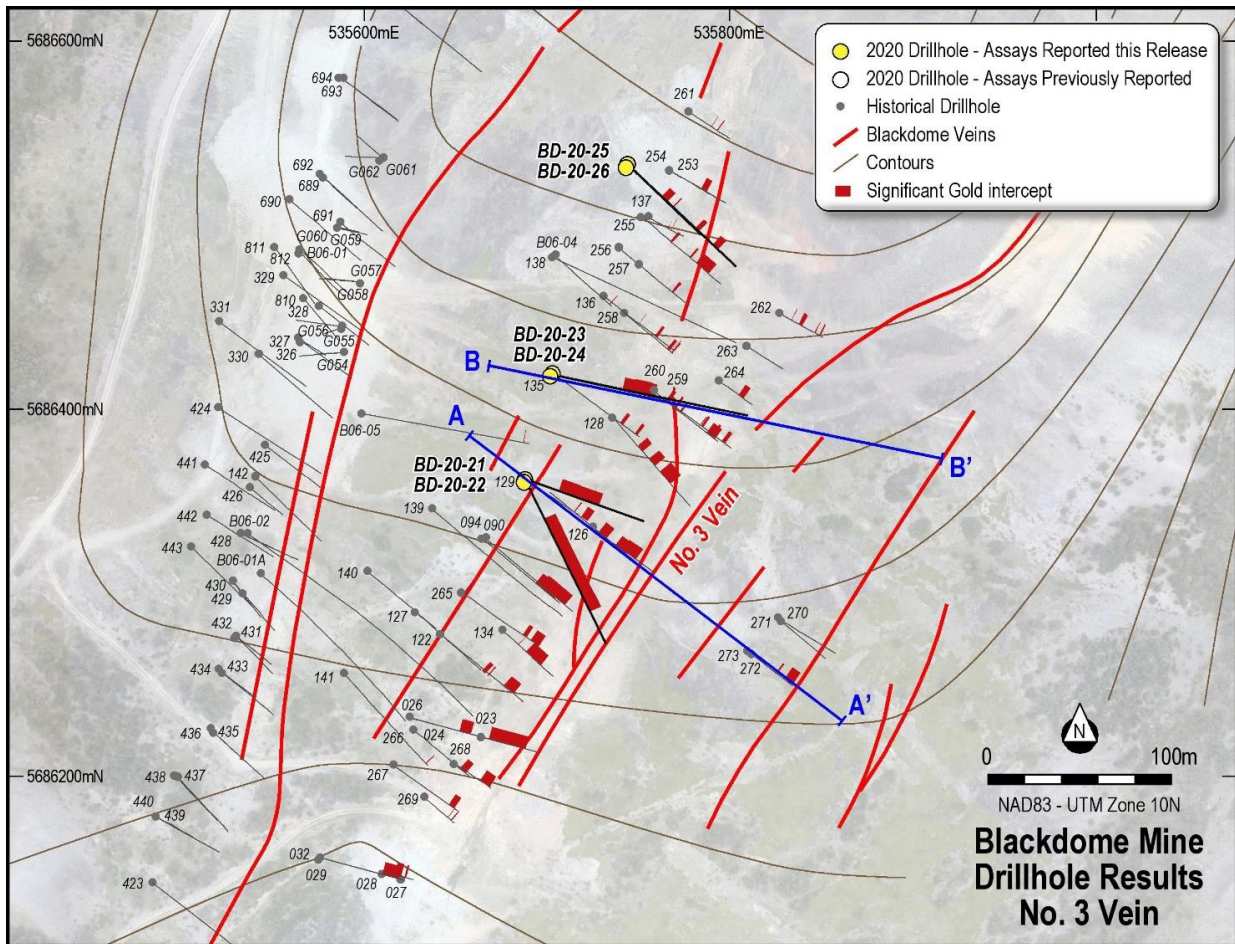 535600mE
535800mE
5686600mN
5686400mN
5686200mN
2020 Drillhole - Assays Reported this Release
2020 Drillhole - Assays Previously Reported
Historical Drillhole
Blackdome Veins
Contours
Significant Gold intercept
694
693
261
G062
G061
BD-20-25
BD-20-26
254
253
692
689
690
691
G059
137
255
G060
B06-01
811
812
329
B06-04
138
256
257
G057
G058
810
328
136
258
262
331
G056
G055
327
326
G054
330
BD-20-23
BD-20-24
263
B
135
260
259
264
424
B06-05
A
128
B'
425
441
142
426
BD-20-21
BD-20-22
129
No. 3 Vein
139
094
090
126
442
B06-02
428
443
B06-01A
430
429
140
265
127
122
134
271
270
432
431
273
272
434
433
141
A'
026
023
436
435
266
024
268
267
269
438
437
440
439
032
029
028
027
423
N
0
100m
NAD83 - UTM Zone 10N
Blackdome Mine
Drillhole Results
No. 3 Vein